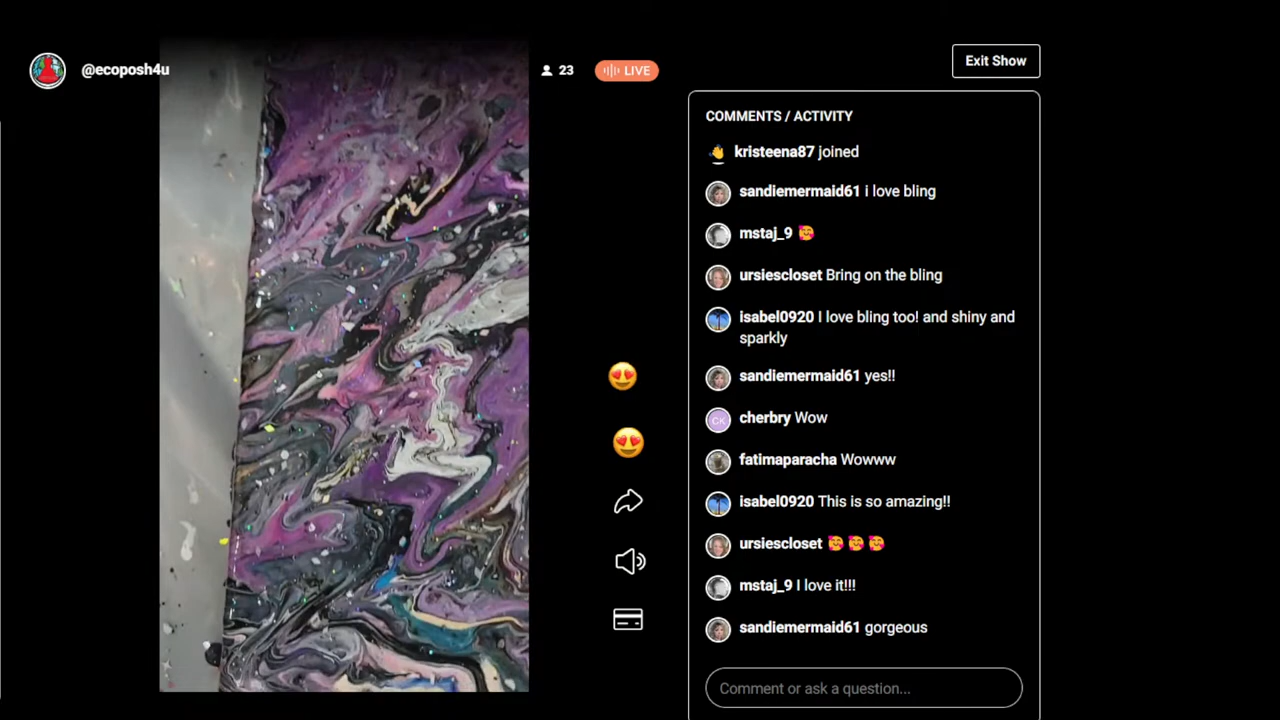 @ecoposh4u
23
LIVE
Exit Show
COMMENTS / ACTIVITY
kristeena87 joined
sandiemermaid61 i love bling
mstaj_9 🥰
ursiescloset Bring on the bling
isabel0920 I love bling too! and shiny and
sparkly
sandiemermaid61 yes!!
CK
cherbry Wow
fatimaparacha Wowww
isabel0920 This is so amazing!!
ursiescloset 🥰 🥰 🥰
mstaj_9 I love it!!!
sandiemermaid61 gorgeous
Comment or ask a question...